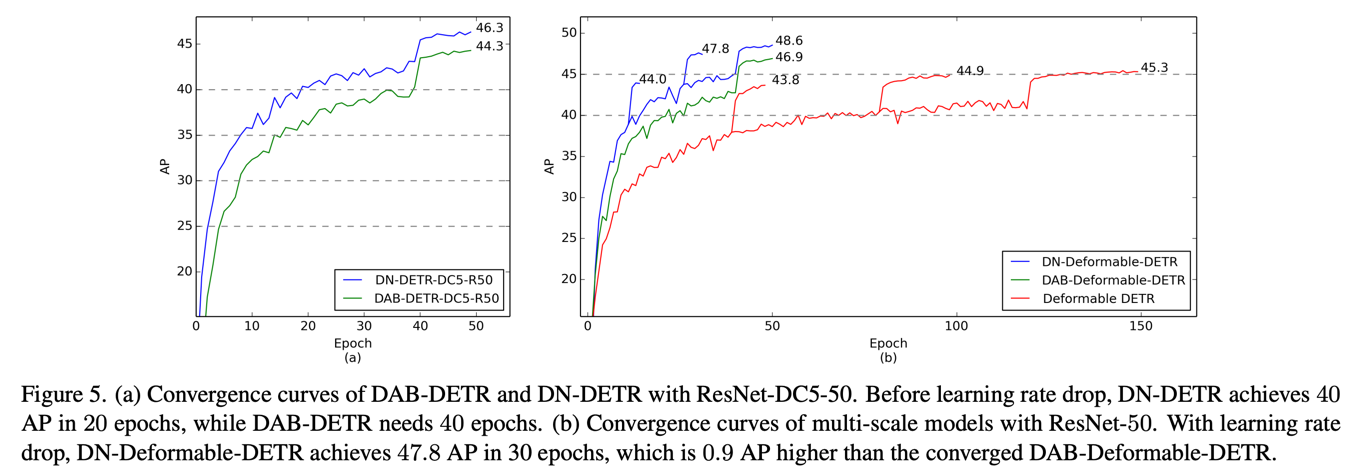 46.3
44.3
45
40
35
30
25
20
AP
0 10 20 30 40 50
Epoch
(a)
DN-DETR-DC5-R50
DAB-DETR-DC5-R50
50
45
40
35
30
25
20
AP
44.0
47.8
48.6
46.9
43.8
44.9
45.3
0 50 100 150
Epoch
(b)
DN-Deformable-DETR
DAB-Deformable-DETR
Deformable DETR
Figure 5. (a) Convergence curves of DAB-DETR and DN-DETR with ResNet-DC5-50. Before learning rate drop, DN-DETR achieves 40
AP in 20 epochs, while DAB-DETR needs 40 epochs. (b) Convergence curves of multi-scale models with ResNet-50. With learning rate
drop, DN-Deformable-DETR achieves 47.8 AP in 30 epochs, which is 0.9 AP higher than the converged DAB-Deformable-DETR.